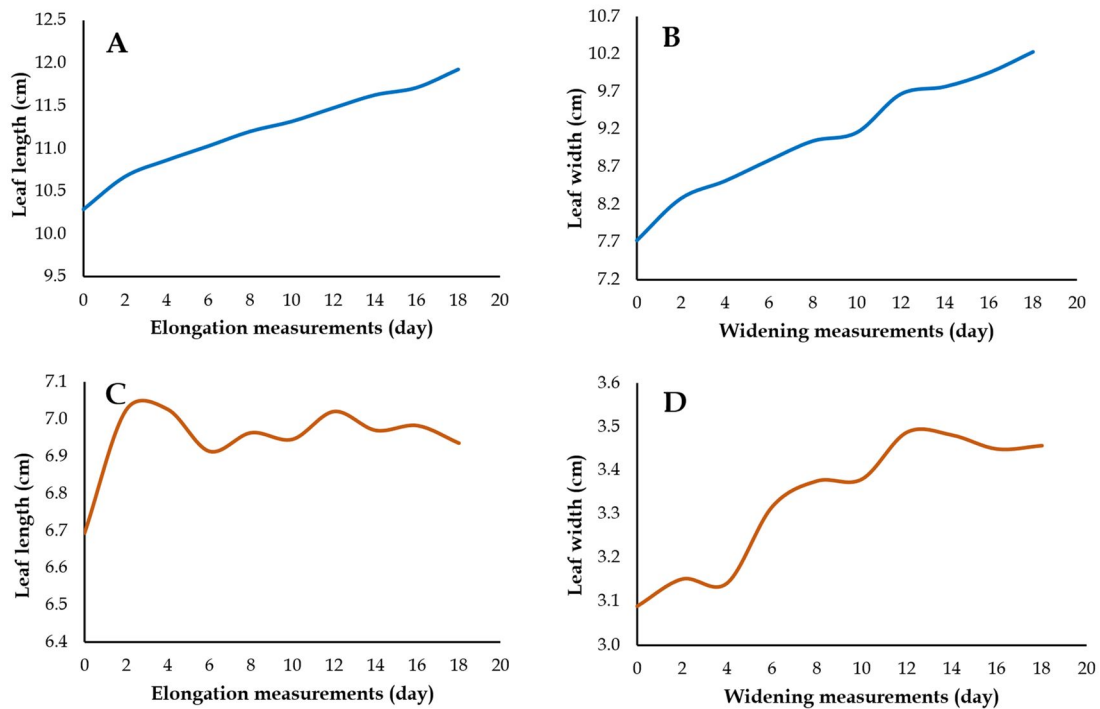 A
Leaf length (cm)
12.5
12.0
11.5
11.0
10.5
10.0
9.5
0 2 4 6 8 10 12 14 16 18 20
Elongation measurements (day)
B
Leaf width (cm)
10.7
10.2
9.7
9.2
8.7
8.2
7.7
7.2
0 2 4 6 8 10 12 14 16 18 20
Widening measurements (day)
C
Leaf length (cm)
7.1
7.0
6.9
6.8
6.7
6.6
6.5
6.4
0 2 4 6 8 10 12 14 16 18 20
Elongation measurements (day)
D
Leaf width (cm)
3.6
3.5
3.4
3.3
3.2
3.1
3.0
0 2 4 6 8 10 12 14 16 18 20
Widening measurements (day)